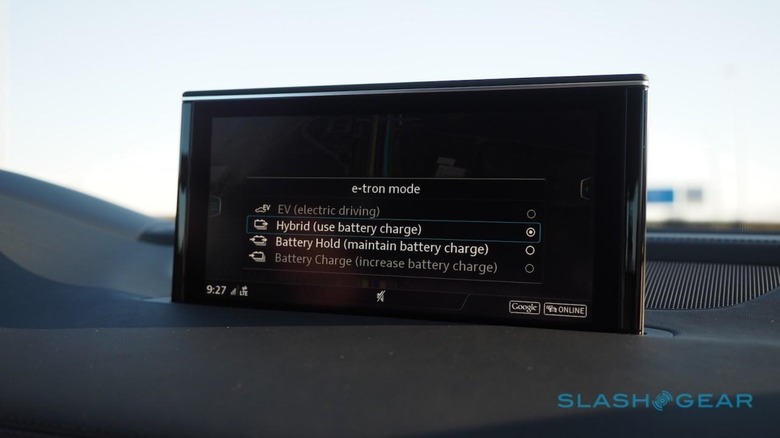 e-tron mode
EV EV (electric driving)
Hybrid (use battery charge)
Battery Hold (maintain battery charge)
Battery Charge (increase battery charge)
9:27 LTE Google ONLINE
SLASHGEAR